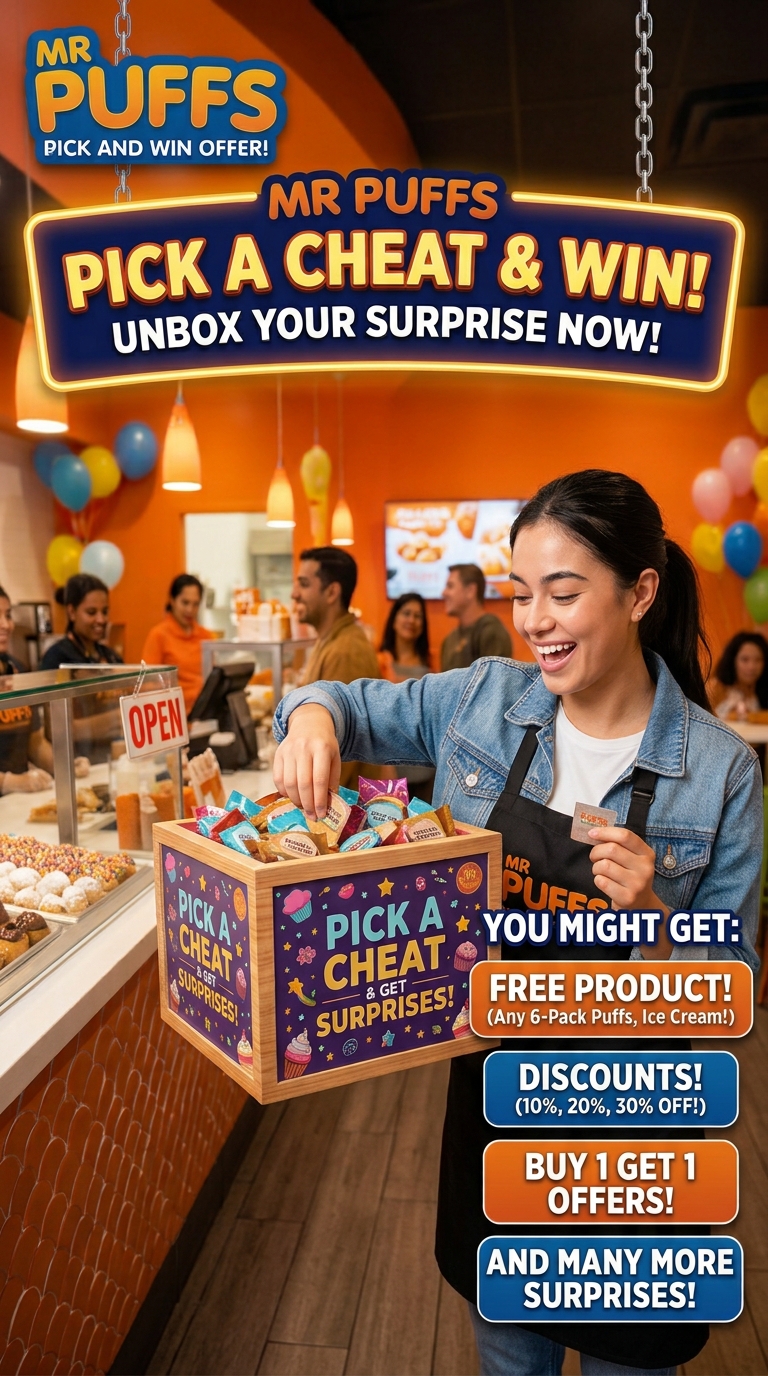 MR
PUFFS
PICK AND WIN OFFER!
MR PUFFS
PICK A CHEAT & WIN!
UNBOX YOUR SURPRISE NOW!
OPEN
PICK A
CHEAT
& GET
SURPRISES!
PICK A
CHEAT
& GET
SURPRISES!
MR
PUFFS
YOU MIGHT GET:
FREE PRODUCT!
(Any 6-Pack Puffs, Ice Cream!)
DISCOUNTS!
(10%, 20%, 30% OFF!)
BUY 1 GET 1
OFFERS!
AND MANY MORE
SURPRISES!